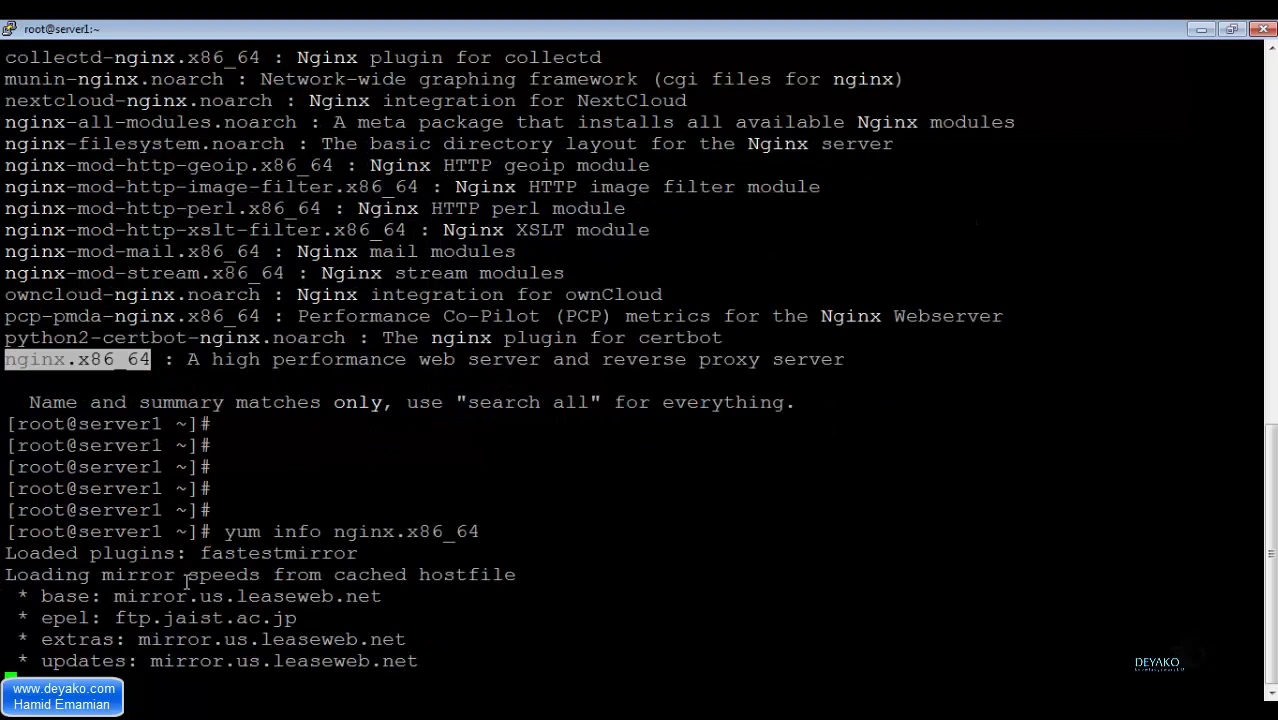 root@server1:~
collectd-nginx.x86_64 : Nginx plugin for collectd
munin-nginx.noarch : Network-wide graphing framework (cgi files for nginx)
nextcloud-nginx.noarch : Nginx integration for NextCloud
nginx-all-modules.noarch : A meta package that installs all available Nginx modules
nginx-filesystem.noarch : The basic directory layout for the Nginx server
nginx-mod-http-geoip.x86_64 : Nginx HTTP geoip module
nginx-mod-http-image-filter.x86_64 : Nginx HTTP image filter module
nginx-mod-http-perl.x86_64 : Nginx HTTP perl module
nginx-mod-http-xslt-filter.x86_64 : Nginx XSLT module
nginx-mod-mail.x86_64 : Nginx mail modules
nginx-mod-stream.x86_64 : Nginx stream modules
owncloud-nginx.noarch : Nginx integration for ownCloud
pcp-pmda-nginx.x86_64 : Performance Co-Pilot (PCP) metrics for the Nginx Webserver
python2-certbot-nginx.noarch : The nginx plugin for certbot
nginx.x86_64 : A high performance web server and reverse proxy server
Name and summary matches only, use "search all" for everything.
[root@server1 ~]#
[root@server1 ~]#
[root@server1 ~]#
[root@server1 ~]#
[root@server1 ~]#
[root@server1 ~]# yum info nginx.x86_64
Loaded plugins: fastestmirror
Loading mirror speeds from cached hostfile
* base: mirror.us.leaseweb.net
* epel: ftp.jaist.ac.jp
* extras: mirror.us.leaseweb.net
* updates: mirror.us.leaseweb.net
DEYAKO
www.deyako.com
Hamid Emamian